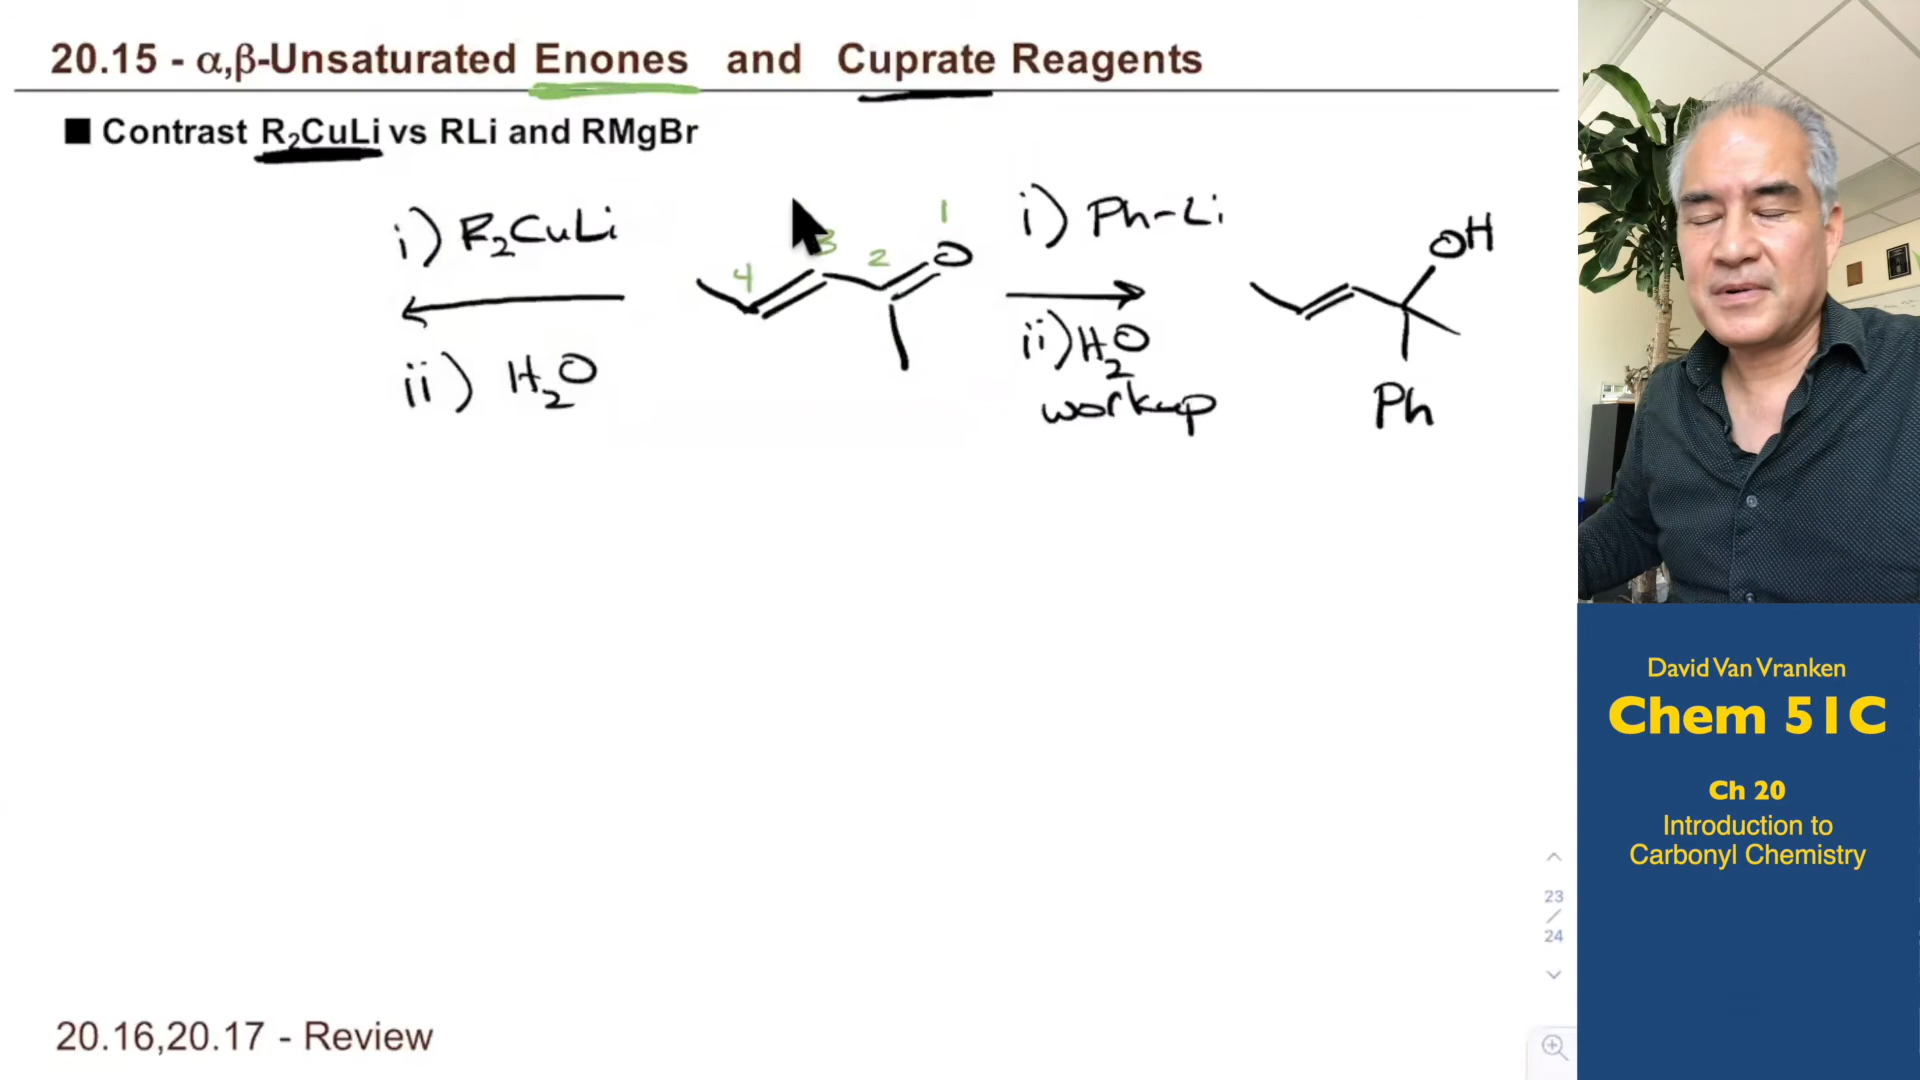 20.15 - α,β-Unsaturated Enones and Cuprate Reagents
■ Contrast R₂CuLi vs RLi and RMgBr
i) R₂CuLi
ii) H₂O
1
2
3
4
O
i) Ph-Li
ii) H₂O
workup
OH
Ph
23
/
24
20.16,20.17 - Review
David Van Vranken
Chem 51C
Ch 20
Introduction to
Carbonyl Chemistry